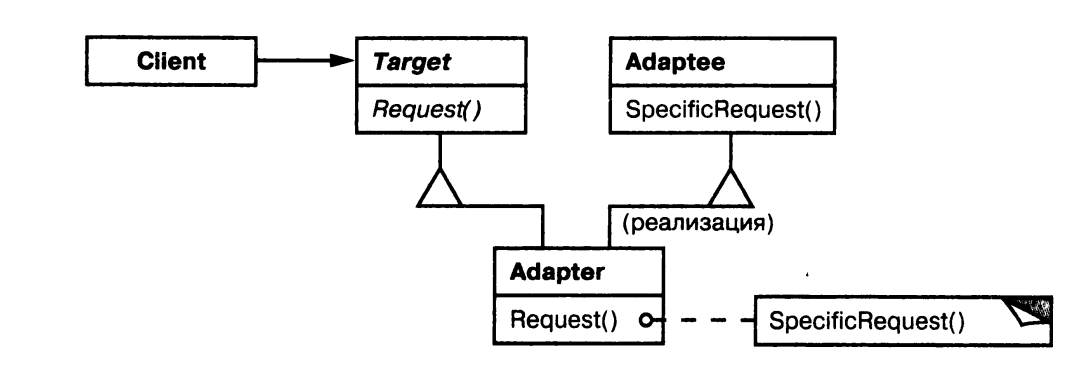 Client
Target
Request()
Adaptee
SpecificRequest()
(реализация)
Adapter
Request()
SpecificRequest()